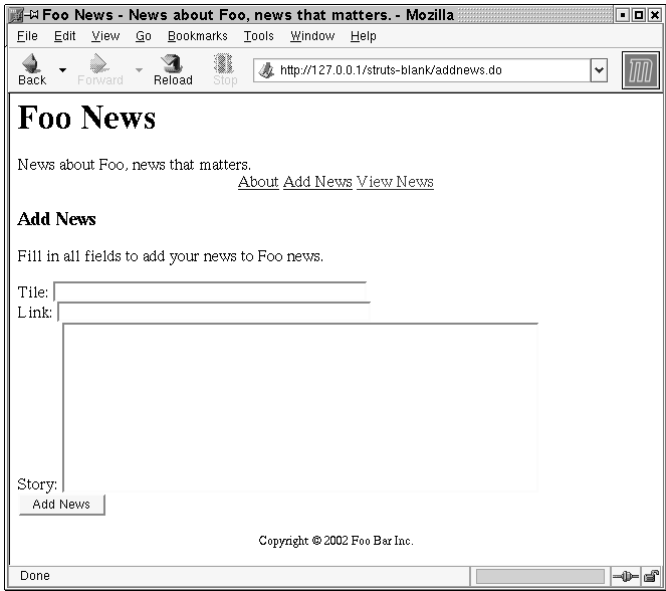 Foo News - News about Foo, news that matters. - Mozilla
File Edit View Go Bookmarks Tools Window Help
Back Forward Reload Stop http://127.0.0.1/struts-blank/addnews.do
Foo News
News about Foo, news that matters.
About Add News View News
Add News
Fill in all fields to add your news to Foo news.
Tile:
Link:
Story:
Add News
Copyright © 2002 Foo Bar Inc.
Done